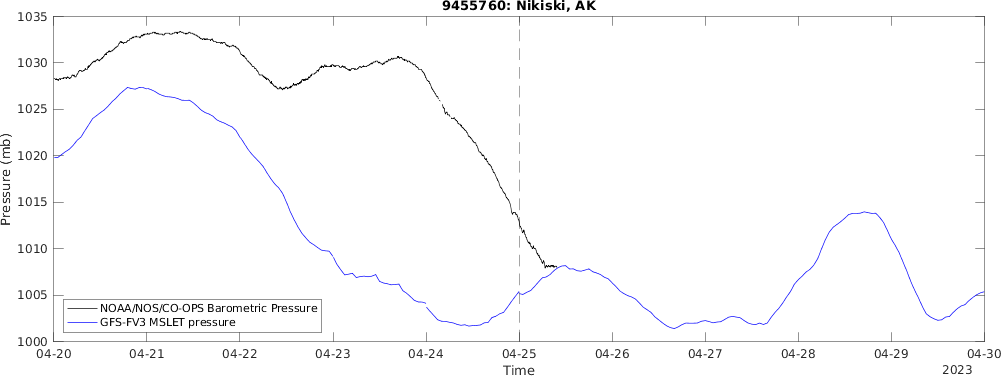 9455760: Nikiski, AK
Pressure (mb)
1035
1030
1025
1020
1015
1010
1005
1000
NOAA/NOS/CO-OPS Barometric Pressure
GFS-FV3 MSLET pressure
04-20 04-21 04-22 04-23 04-24 04-25 04-26 04-27 04-28 04-29 04-30
Time
2023